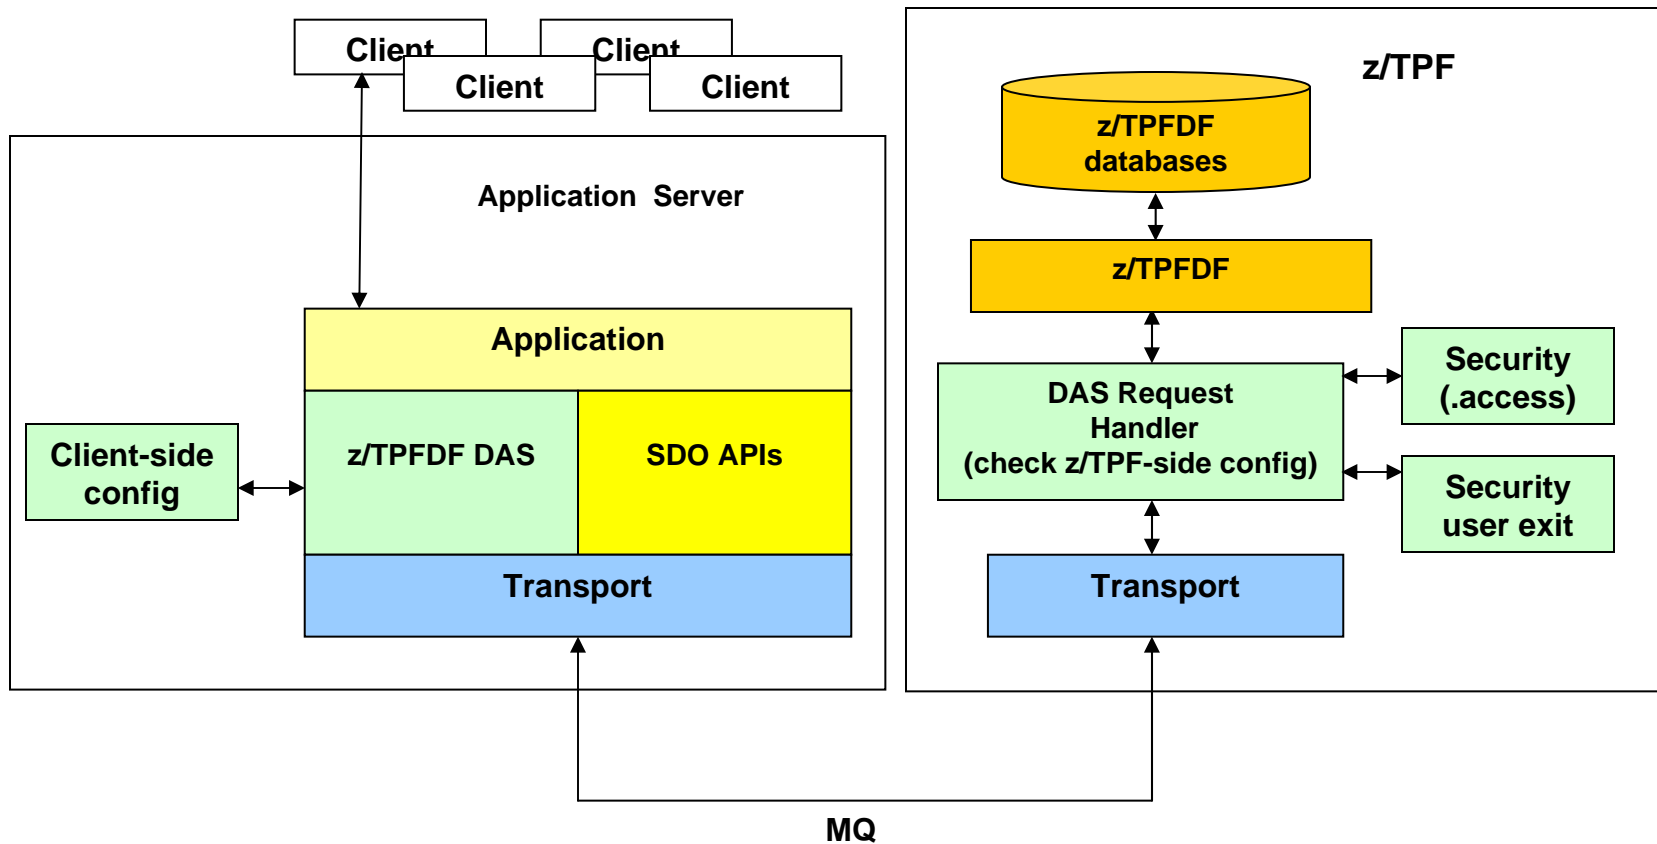 Client
Client
Client
Client
Application Server
Application
z/TPFDF DAS
SDO APIs
Client-side
config
Transport
z/TPF
z/TPFDF
databases
z/TPFDF
DAS Request
Handler
(check z/TPF-side config)
Security
(.access)
Security
user exit
Transport
MQ